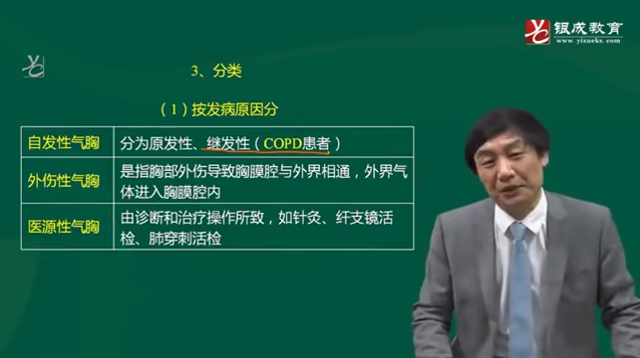 银成教育
www.yixueks.com
3、分类
（1）按发病原因分
自发性气胸
分为原发性、继发性（COPD患者）
外伤性气胸
是指胸部外伤导致胸膜腔与外界相通，外界气
体进入胸膜腔内
医源性气胸
由诊断和治疗操作所致，如针灸、纤支镜活
检、肺穿刺活检